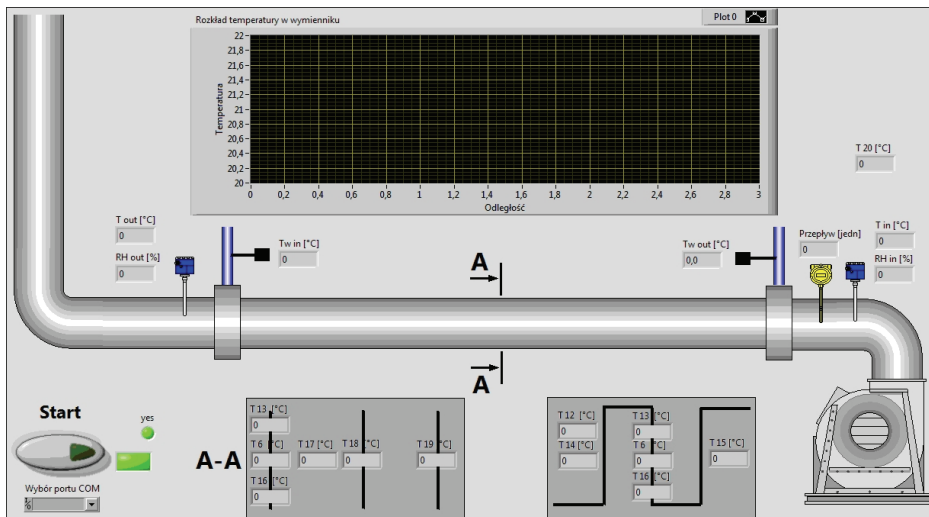 Rozkład temperatury w wymienniku
Plot 0
22
21,8
21,6
21,4
21,2
21
20,8
20,6
20,4
20,2
20
Temperatura
0 0,2 0,4 0,6 0,8 1 1,2 1,4 1,6 1,8 2 2,2 2,4 2,6 2,8 3
Odległość
T 20 [°C]
0
T out [°C]
0
RH out [%]
0
Tw in [°C]
0
A
A
Tw out [°C]
0,0
Przepływ [jedn]
0
T in [°C]
0
RH in [%]
0
Start
yes
Wybór portu COM
A-A
T 13 [°C]
0
T 6 [°C] T 17 [°C] T 18 [°C] T 19 [°C]
0 0 0 0
T 16 [°C]
0
T 12 [°C] T 13 [°C]
0 0
T 14 [°C] T 6 [°C] T 15 [°C]
0 0 0
T 16 [°C]
0